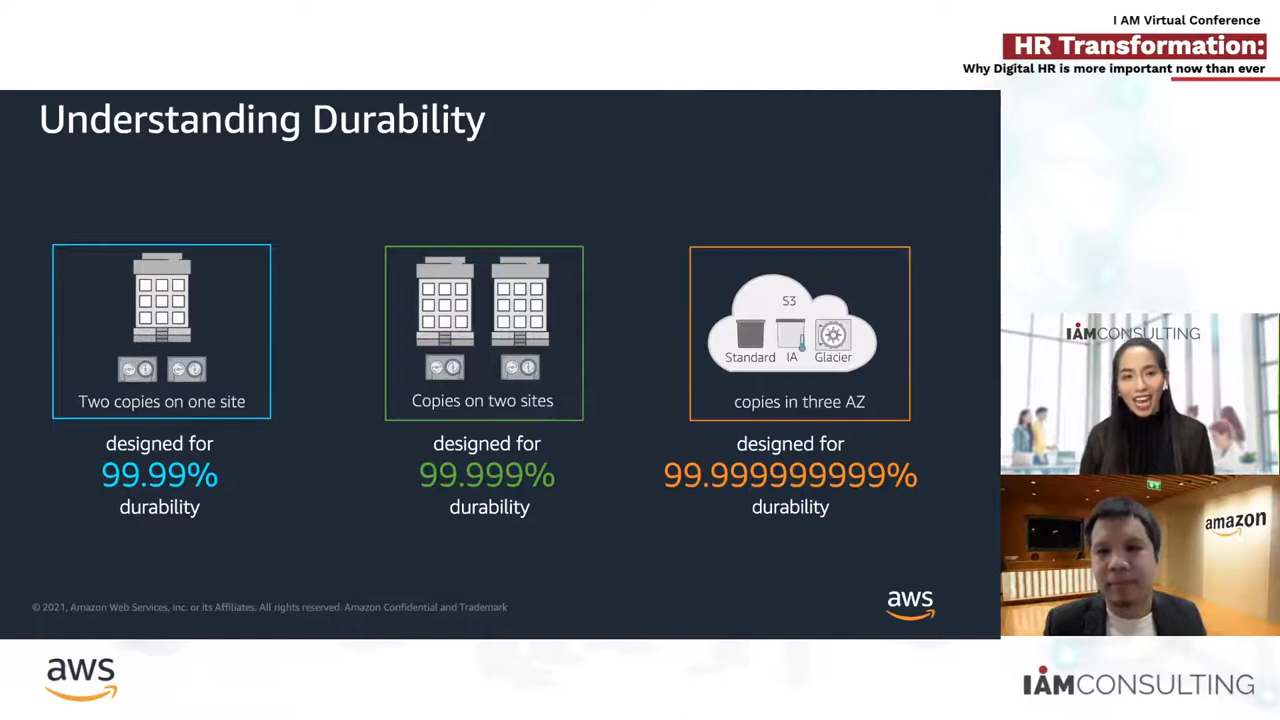 I AM Virtual Conference
HR Transformation:
Why Digital HR is more important now than ever
Understanding Durability
Two copies on one site
designed for
99.99%
durability
Copies on two sites
designed for
99.999%
durability
S3
Standard IA Glacier
copies in three AZ
designed for
99.999999999%
durability
© 2021, Amazon Web Services, Inc. or its Affiliates. All rights reserved. Amazon Confidential and Trademark
aws
IAMCONSULTING
amazon
aws
IAMCONSULTING